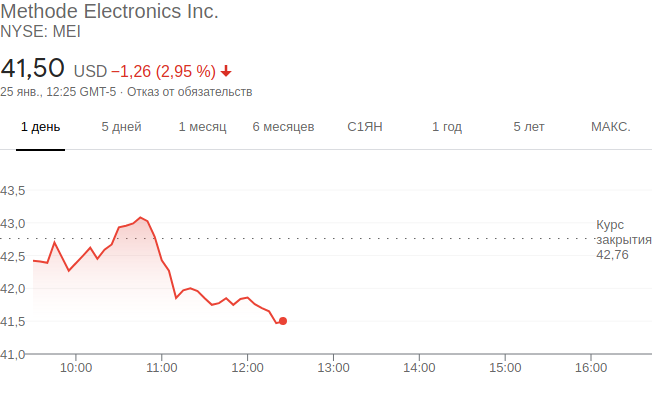 Methode Electronics Inc.
NYSE: MEI
41,50 USD −1,26 (2,95 %)
25 янв., 12:25 GMT-5 · Отказ от обязательств
1 день 5 дней 1 месяц 6 месяцев С1ЯН 1 год 5 лет МАКС.
43,5
43,0
42,5
42,0
41,5
41,0
Курс
закрытия
42,76
10:00 11:00 12:00 13:00 14:00 15:00 16:00